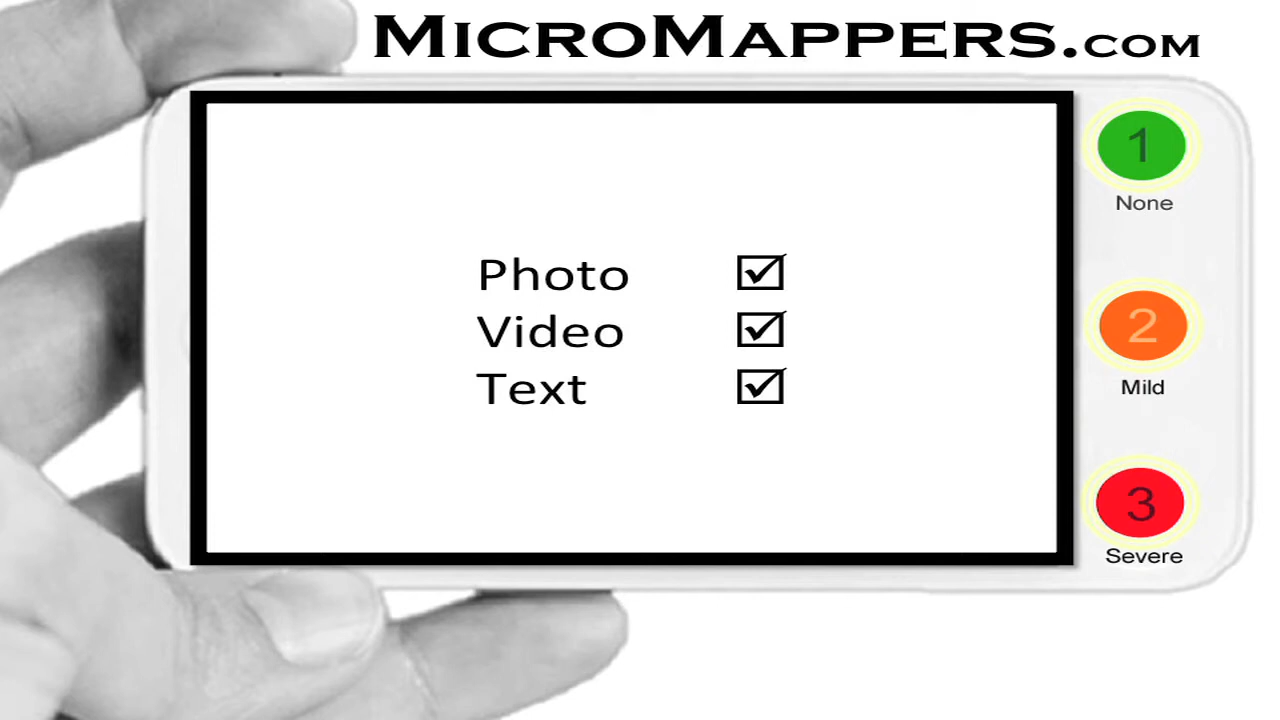 MICROMAPPERS.COM
1
None
Photo ☑
Video ☑
Text ☑
2
Mild
3
Severe